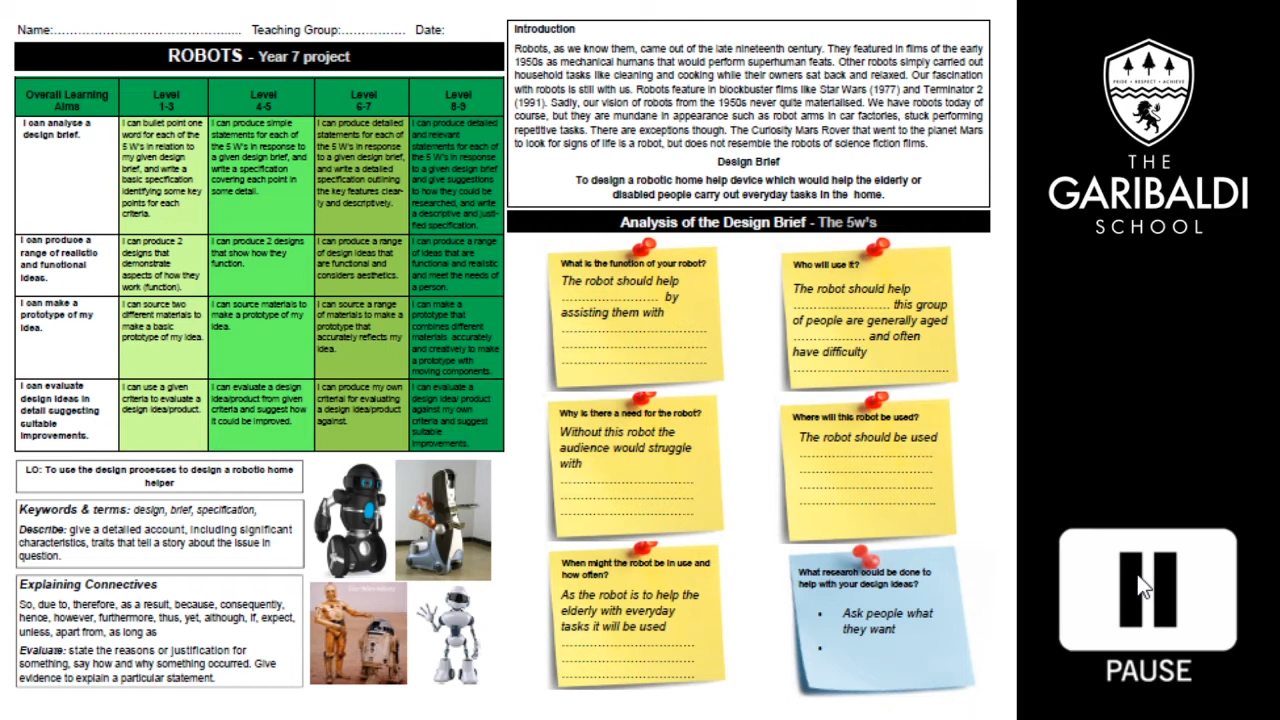 Name:............................................ Teaching Group:................ Date:
ROBOTS - Year 7 project
Overall Learning Aims
Level 1-3
Level 4-5
Level 6-7
Level 8-9
I can analyse a
design brief.
I can bullet point one
word for each of the
5 W's in relation to
my given design
brief, and write a
basic specification
identifying some key
points for each
criteria.
I can produce simple
statements for each of
the 5 W's in response to
a given design brief, and
write a specification
covering each point in
some detail.
I can produce detailed
statements for each of
the 5 W's in response
to a given design brief,
and write a detailed
specification outlining
the key features clear-
ly and descriptively.
I can produce detailed
and relevant
statements for each of
the 5 W's in response
to a given design brief
and give suggestions
to how they could be
researched, and write
a descriptive and justi-
fied specification.
I can produce a
range of realistic
and functional
ideas.
I can produce 2
designs that
demonstrate
aspects of how they
work (function).
I can produce 2 designs
that show how they
function.
I can produce a range
of design ideas that
are functional and
considers aesthetics.
I can produce a range
of ideas that are
functional and realistic
and meet the needs of
a person.
I can make a
prototype of my
idea.
I can source two
different materials to
make a basic
prototype of my idea.
I can source materials to
make a prototype of my
idea.
I can source a range
of materials to make a
prototype that
accurately reflects my
idea.
I can make a
prototype that
combines different
materials, accurately
and creatively to make
a prototype with
moving components.
I can evaluate
design ideas in
detail suggesting
suitable
improvements.
I can use a given
criteria to evaluate a
design idea/product.
I can evaluate a design
idea/product from given
criteria and suggest how
it could be improved.
I can produce my own
criterial for evaluating
a design idea/product
against.
I can evaluate a
design idea/ product
against my own
criteria and suggest
suitable
improvements.
LO: To use the design processes to design a robotic home
helper
Keywords & terms: design, brief, specification,
Describe: give a detailed account, including significant
characteristics, traits that tell a story about the issue in
question.
Explaining Connectives
So, due to, therefore, as a result, because, consequently,
hence, however, furthermore, thus, yet, although, if, expect,
unless, apart from, as long as
Evaluate: state the reasons or justification for
something, say how and why something occurred. Give
evidence to explain a particular statement.
Introduction
Robots, as we know them, came out of the late nineteenth century. They featured in films of the early
1950s as mechanical humans that would perform superhuman feats. Other robots simply carried out
household tasks like cleaning and cooking while their owners sat back and relaxed. Our fascination
with robots is still with us. Robots feature in blockbuster films like Star Wars (1977) and Terminator 2
(1991). Sadly, our vision of robots from the 1950s never quite materialised. We have robots today of
course, but they are mundane in appearance such as robot arms in car factories, stuck performing
repetitive tasks. There are exceptions though. The Curiosity Mars Rover that went to the planet Mars
to look for signs of life is a robot, but does not resemble the robots of science fiction films.
Design Brief
To design a robotic home help device which would help the elderly or
disabled people carry out everyday tasks in the home.
Analysis of the Design Brief - The 5w's
What is the function of your robot?
The robot should help
........................ by
assisting them with
....................................
....................................
....................................
Who will use it?
The robot should help
........................ this group
of people are generally aged
.................. and often
have difficulty
.......................................
Why is there a need for the robot?
Without this robot the
audience would struggle
with
.................................
.................................
.................................
Where will this robot be used?
The robot should be used
.................................
.................................
.................................
.................................
When might the robot be in use and
how often?
As the robot is to help the
elderly with everyday
tasks it will be used
.................................
.................................
.................................
What research could be done to
help with your design ideas?
• Ask people what
they want
•
PRIDE • RESPECT • ACHIEVE
THE
GARIBALDI
SCHOOL
PAUSE